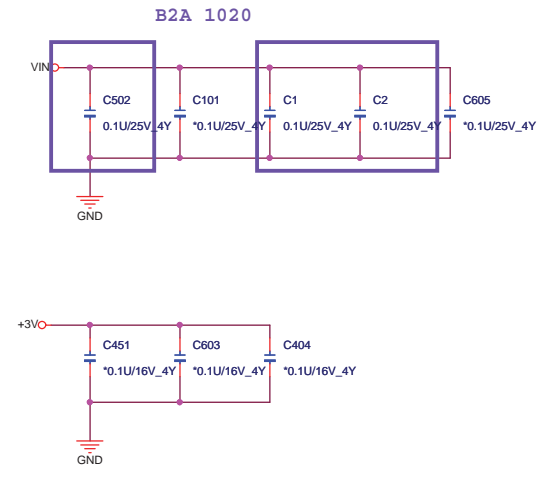 B2A 1020
VIN
C502 C101 C1 C2 C605
0.1U/25V_4Y *0.1U/25V_4Y 0.1U/25V_4Y 0.1U/25V_4Y *0.1U/25V_4Y
GND
+3V
C451 C603 C404
*0.1U/16V_4Y *0.1U/16V_4Y *0.1U/16V_4Y
GND